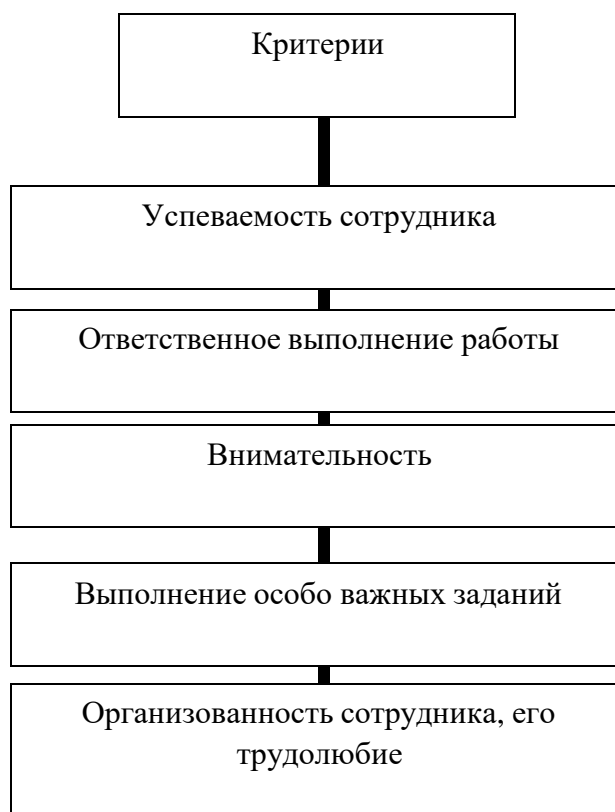 Критерии
Успеваемость сотрудника
Ответственное выполнение работы
Внимательность
Выполнение особо важных заданий
Организованность сотрудника, его
трудолюбие